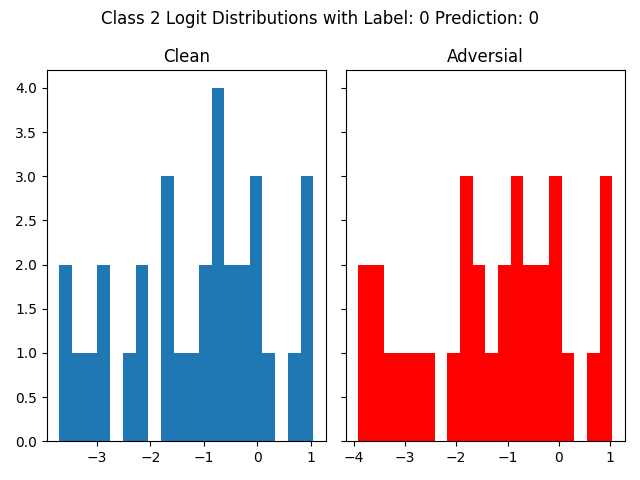 Class 2 Logit Distributions with Label: 0 Prediction: 0
Clean
Adversial
4.0
3.5
3.0
2.5
2.0
1.5
1.0
0.5
0.0
−3 −2 −1 0 1
−4 −3 −2 −1 0 1